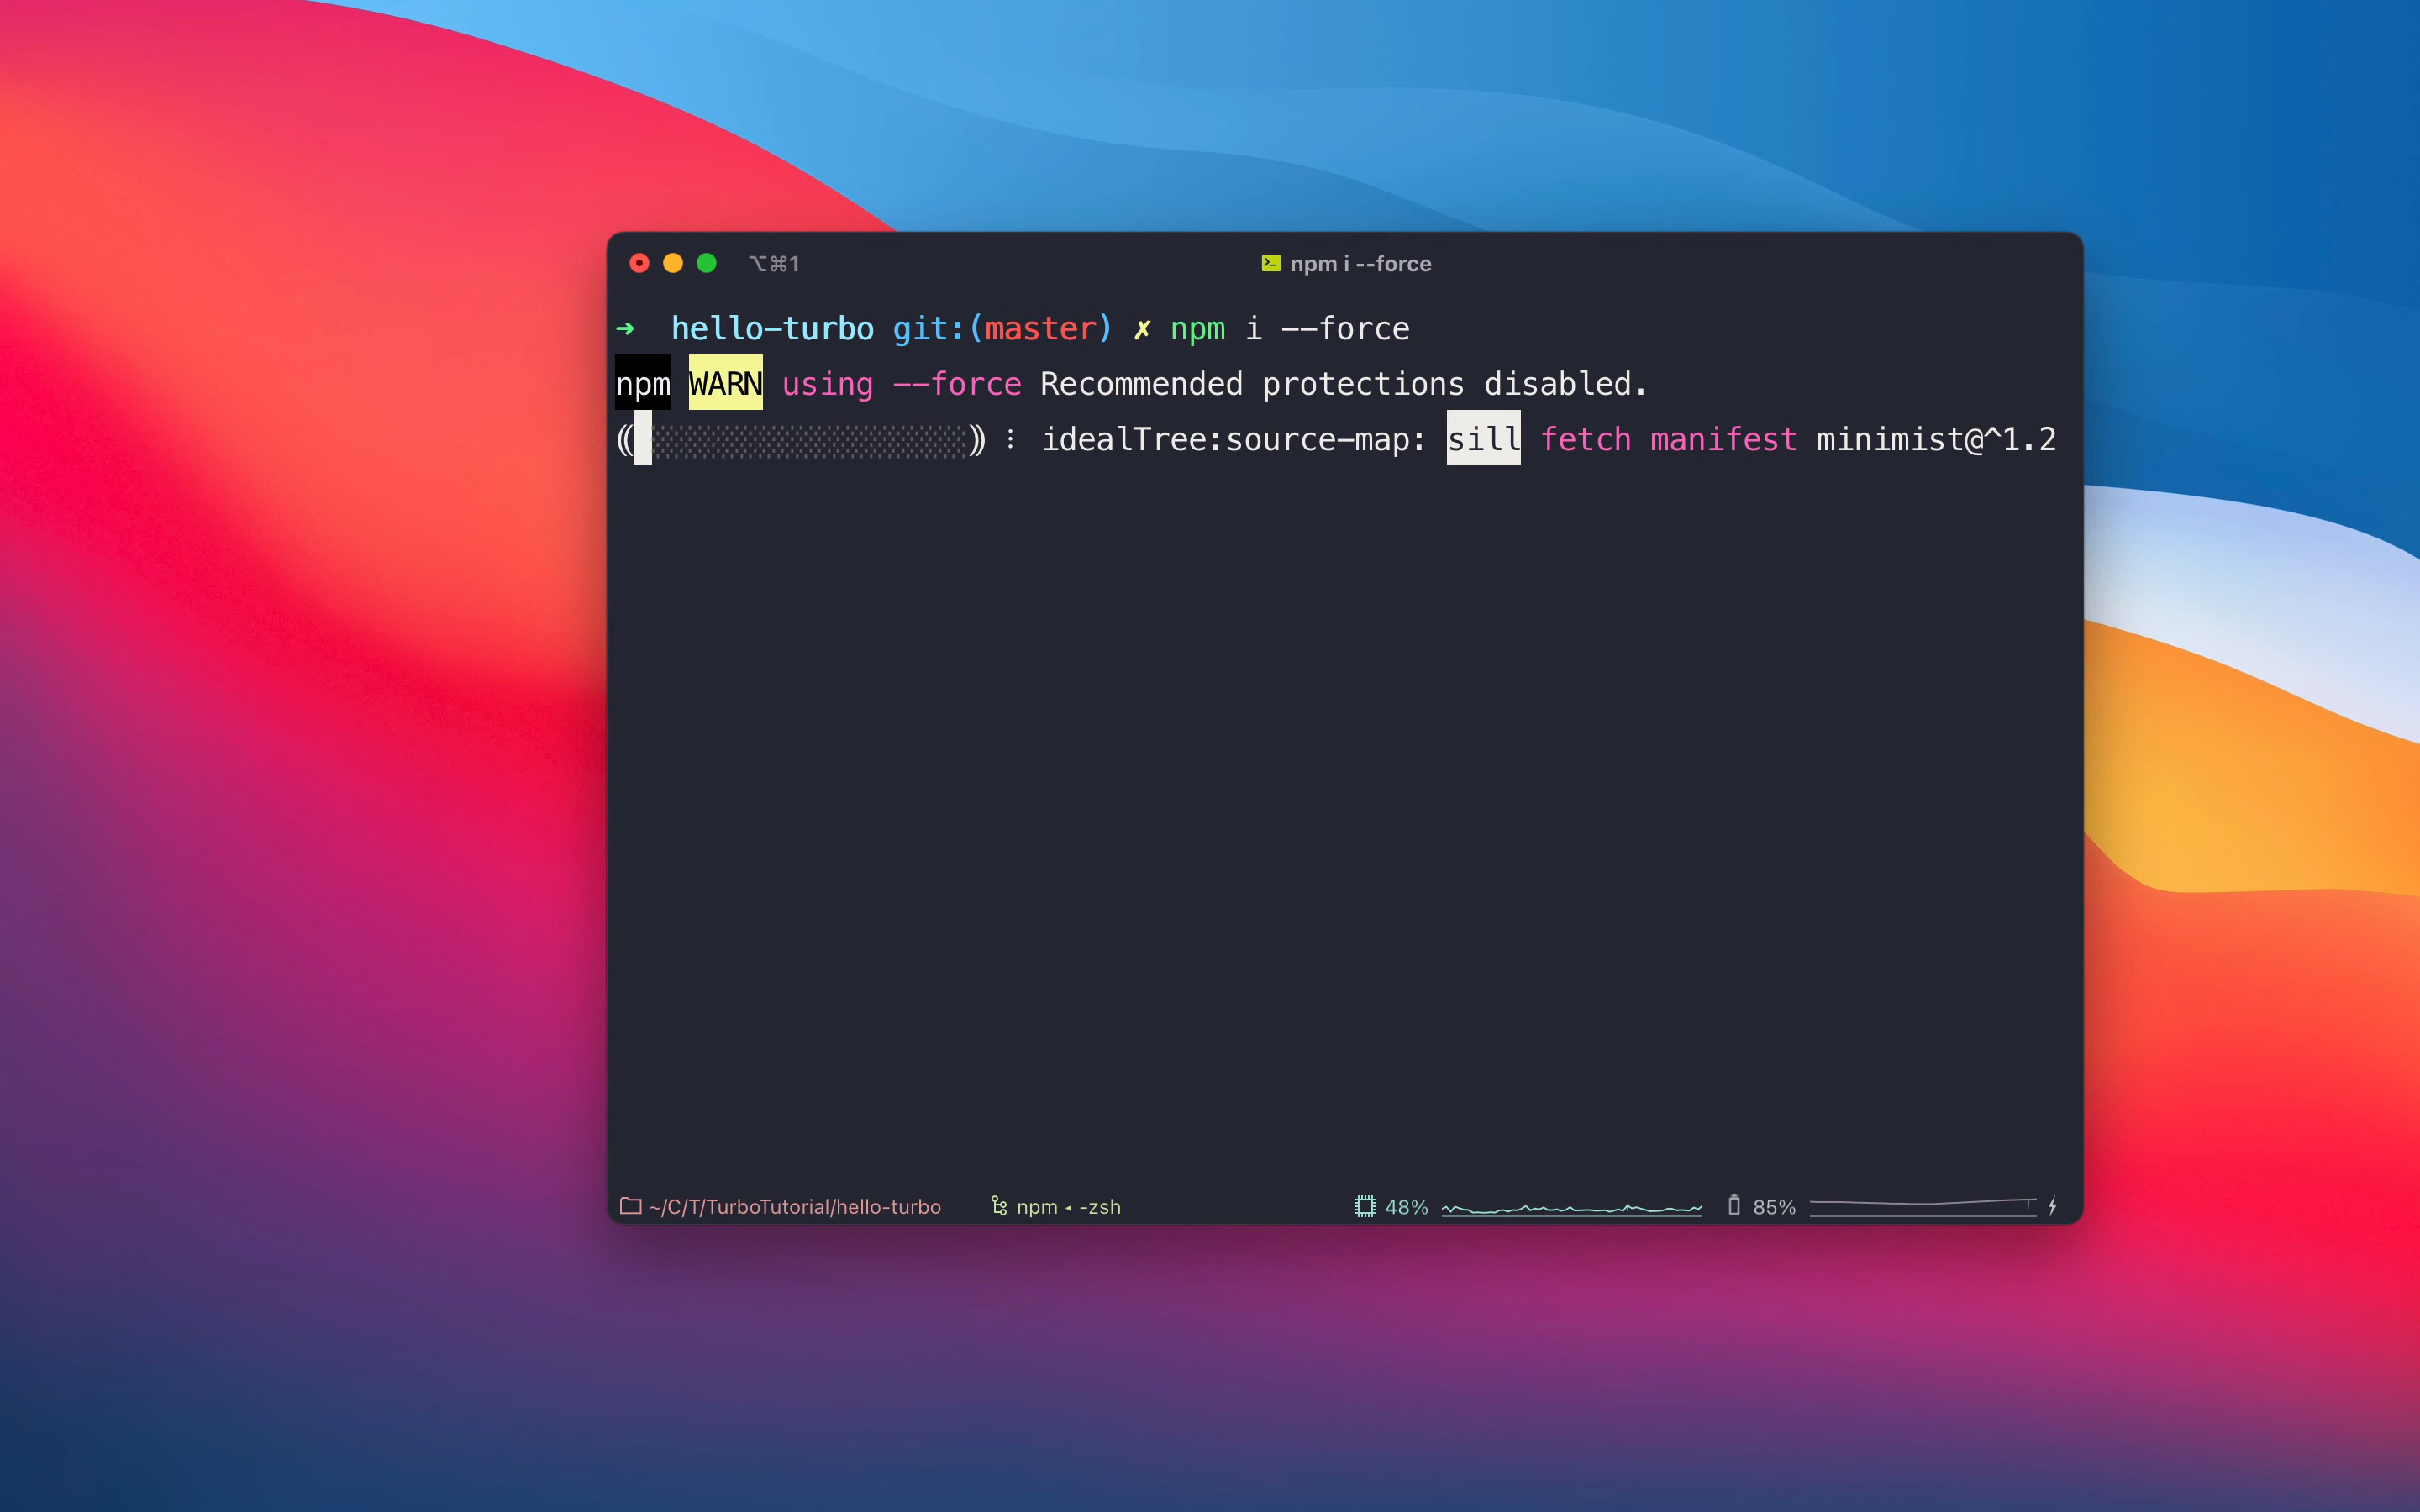 ⌥⌘1
npm i --force
➜ hello-turbo git:(master) ✗ npm i --force
npm WARN using --force Recommended protections disabled.
(( )) ⋮ idealTree:source-map: sill fetch manifest minimist@^1.2
~/C/T/TurboTutorial/hello-turbo npm ◂ -zsh 48% 85%